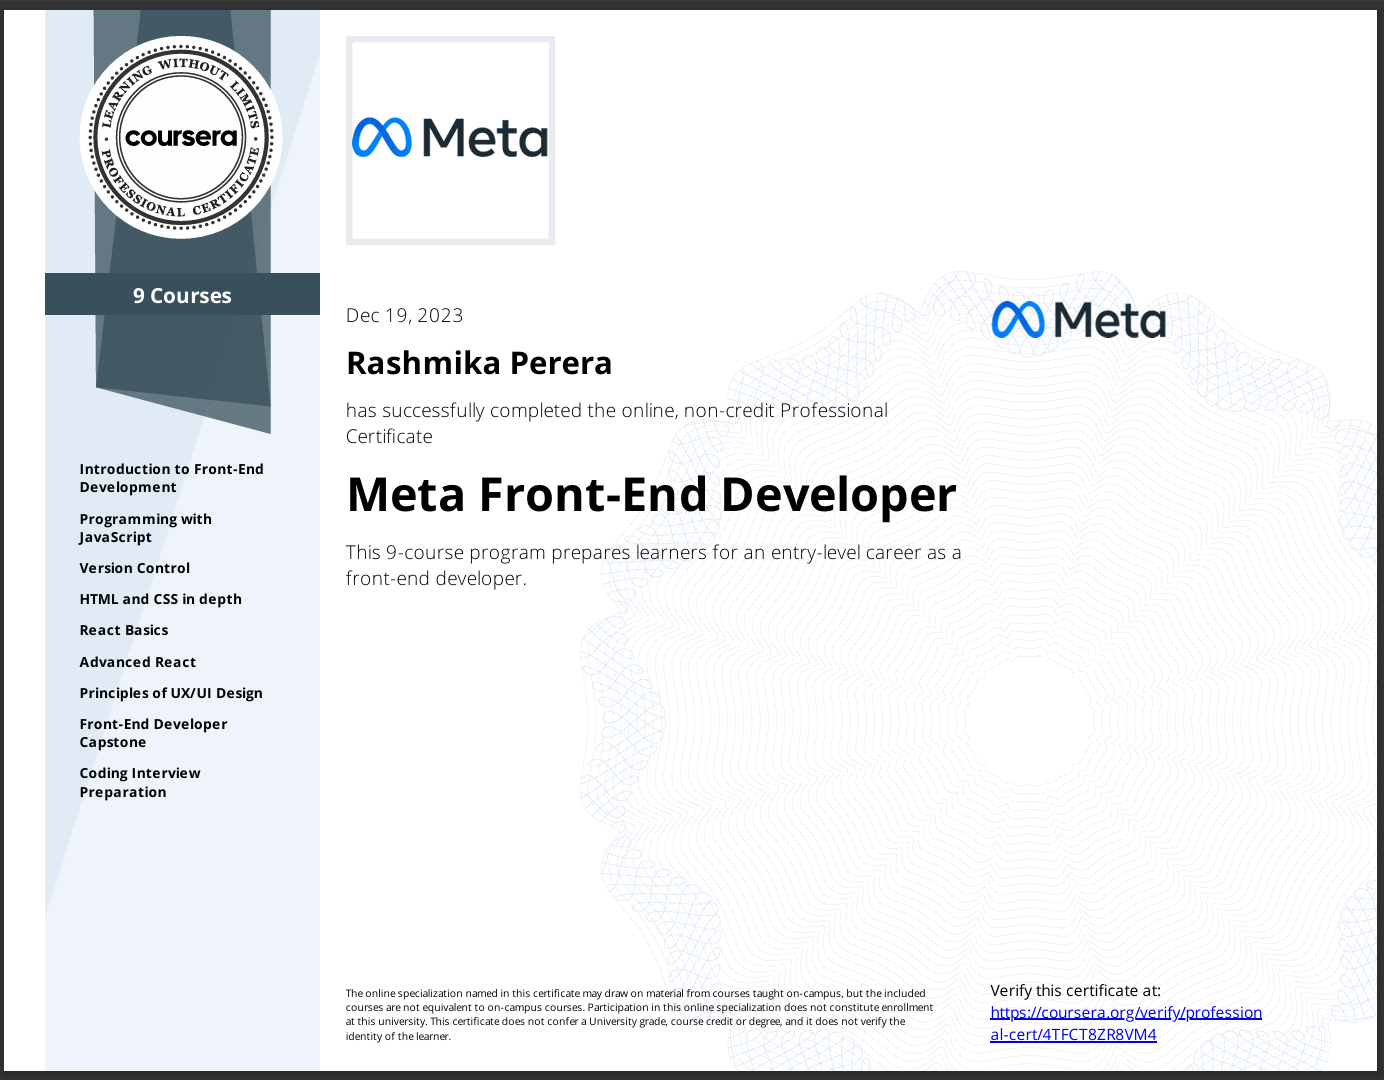 LEARNING WITHOUT LIMITS
coursera
PROFESSIONAL CERTIFICATE
9 Courses
Introduction to Front-End
Development
Programming with
JavaScript
Version Control
HTML and CSS in depth
React Basics
Advanced React
Principles of UX/UI Design
Front-End Developer
Capstone
Coding Interview
Preparation
Meta
Dec 19, 2023
Rashmika Perera
has successfully completed the online, non-credit Professional
Certificate
Meta Front-End Developer
This 9-course program prepares learners for an entry-level career as a
front-end developer.
Meta
The online specialization named in this certificate may draw on material from courses taught on-campus, but the included
courses are not equivalent to on-campus courses. Participation in this online specialization does not constitute enrollment
at this university. This certificate does not confer a University grade, course credit or degree, and it does not verify the
identity of the learner.
Verify this certificate at:
https://coursera.org/verify/profession
al-cert/4TFCT8ZR8VM4